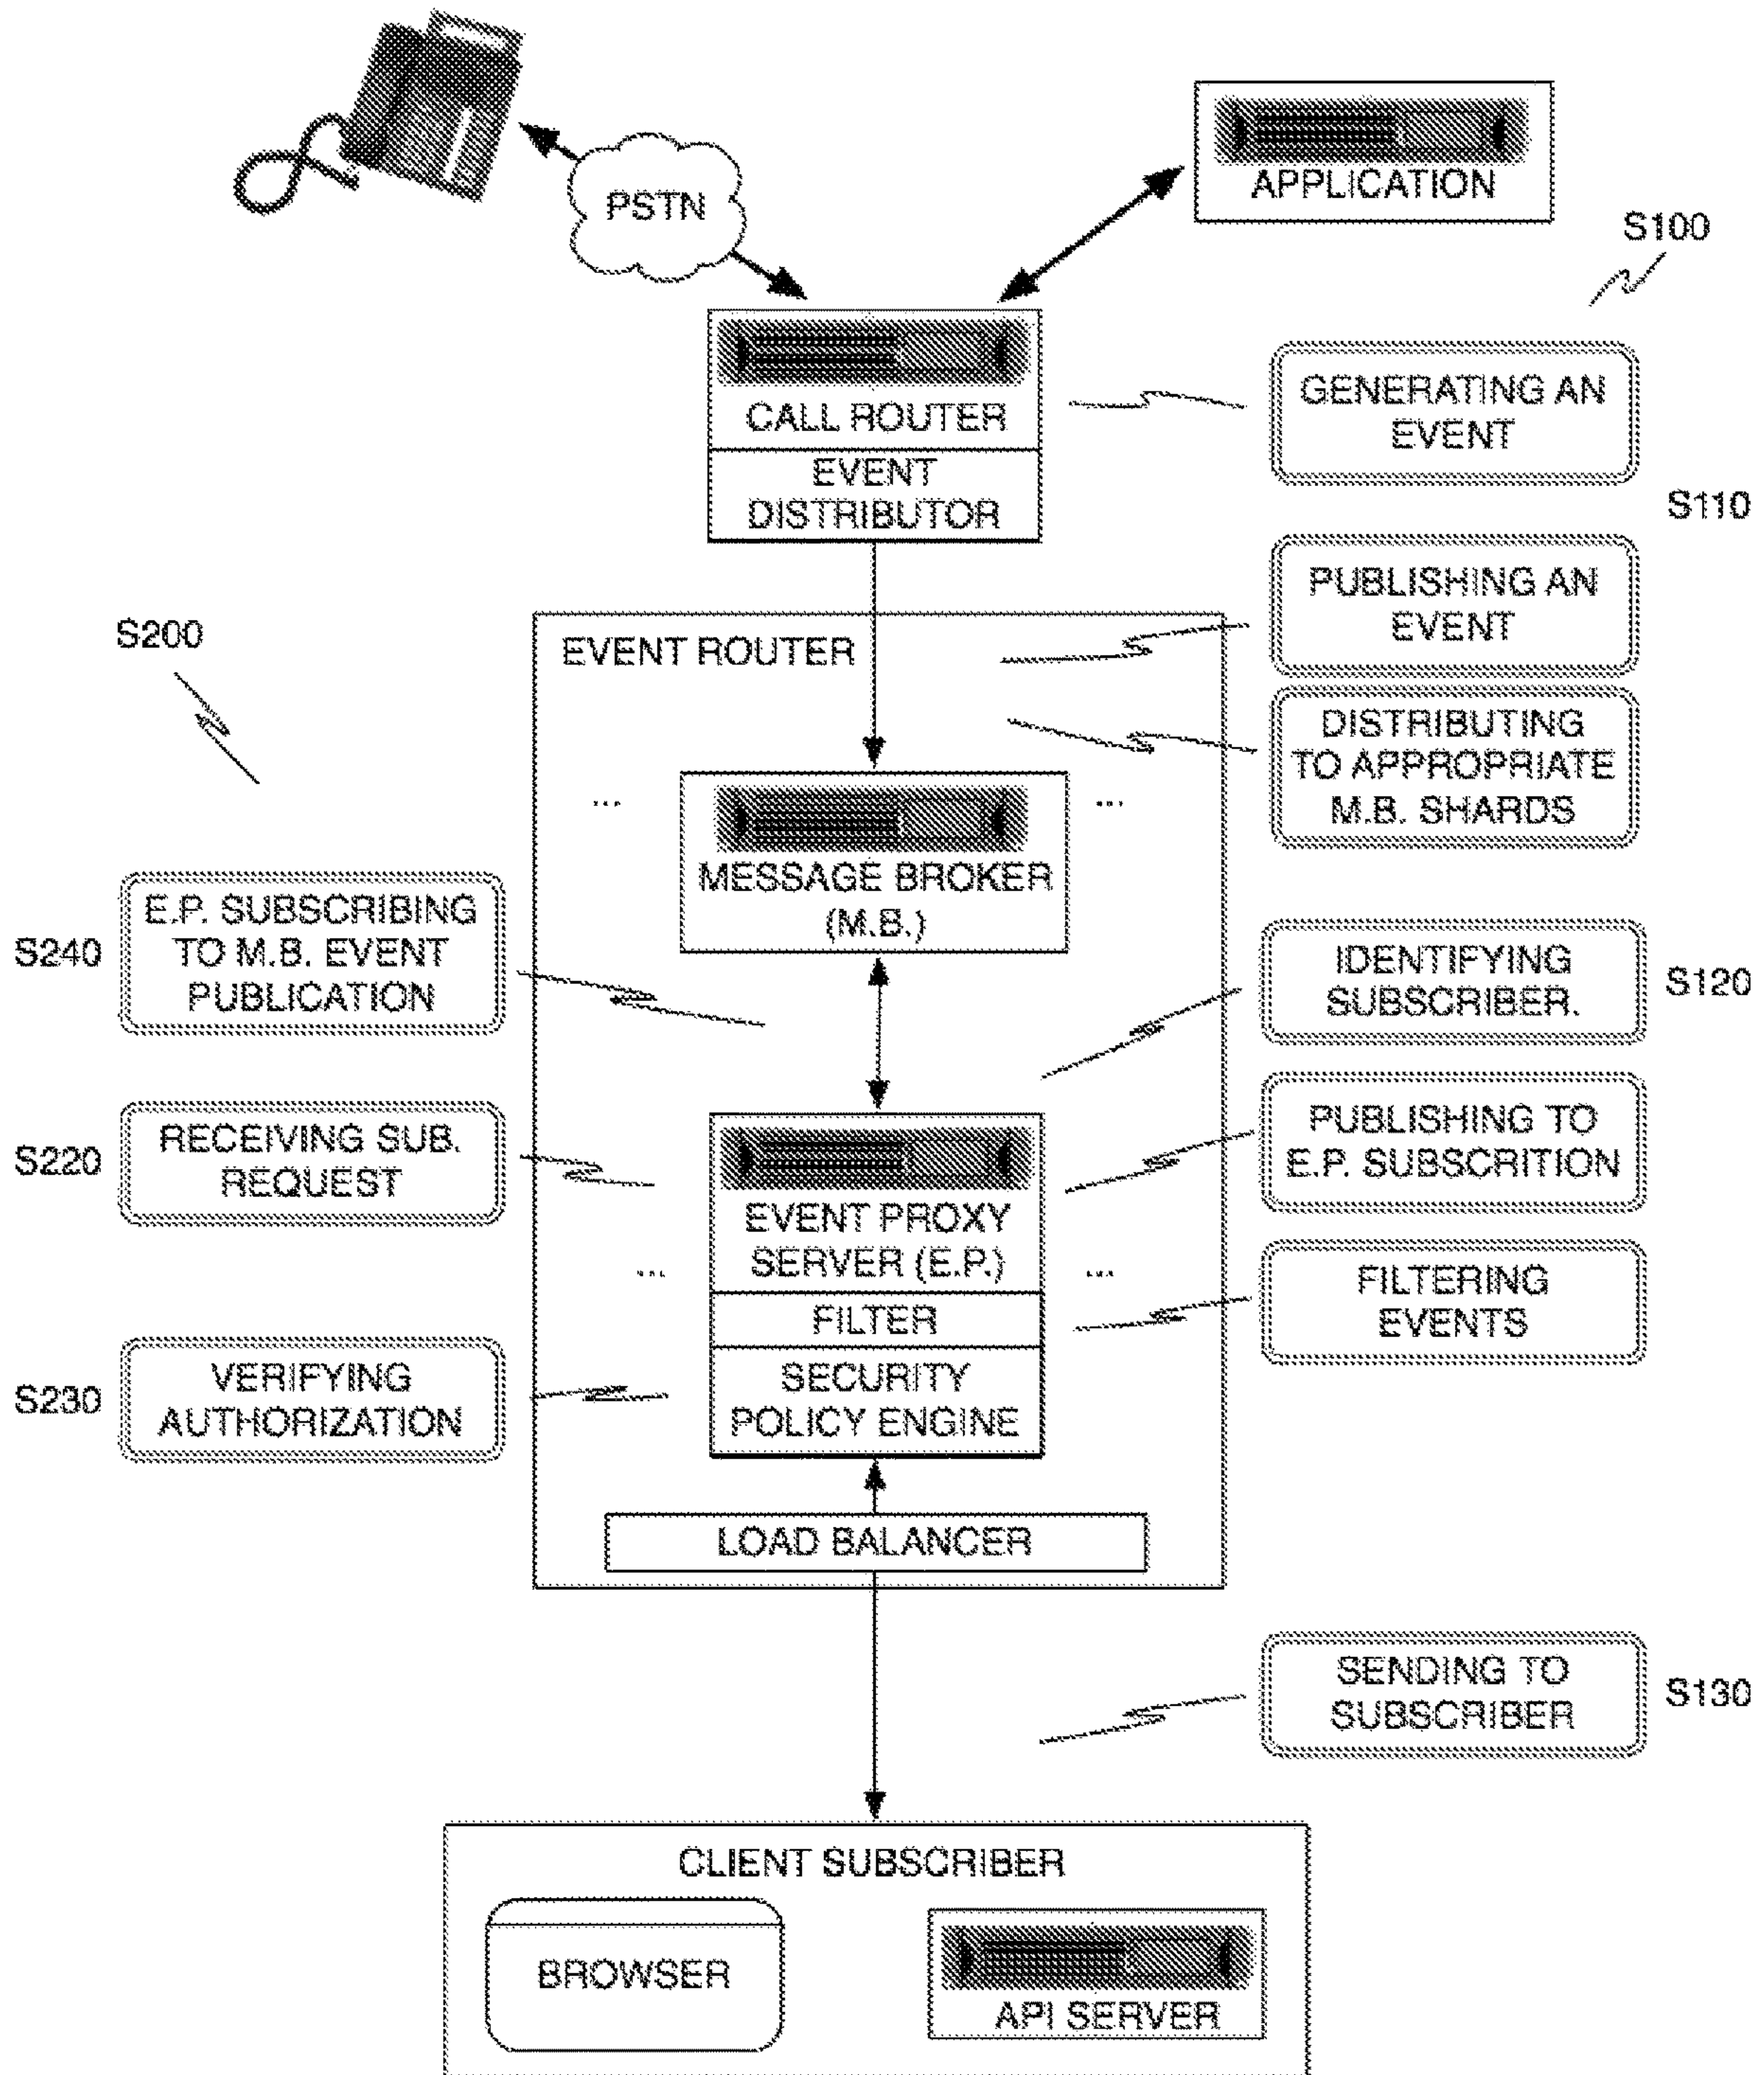 PSTN
APPLICATION
S100
CALL ROUTER
EVENT
DISTRIBUTOR
GENERATING AN
EVENT
S110
PUBLISHING AN
EVENT
S200
EVENT ROUTER
DISTRIBUTING
TO APPROPRIATE
M.B. SHARDS
...
...
MESSAGE BROKER
(M.B.)
S240
E.P. SUBSCRIBING
TO M.B. EVENT
PUBLICATION
IDENTIFYING
SUBSCRIBER.
S120
S220
RECEIVING SUB.
REQUEST
PUBLISHING TO
E.P. SUBSCRITION
EVENT PROXY
SERVER (E.P.)
...
...
FILTERING
EVENTS
FILTER
S230
VERIFYING
AUTHORIZATION
SECURITY
POLICY ENGINE
LOAD BALANCER
SENDING TO
SUBSCRIBER
S130
CLIENT SUBSCRIBER
BROWSER
API SERVER